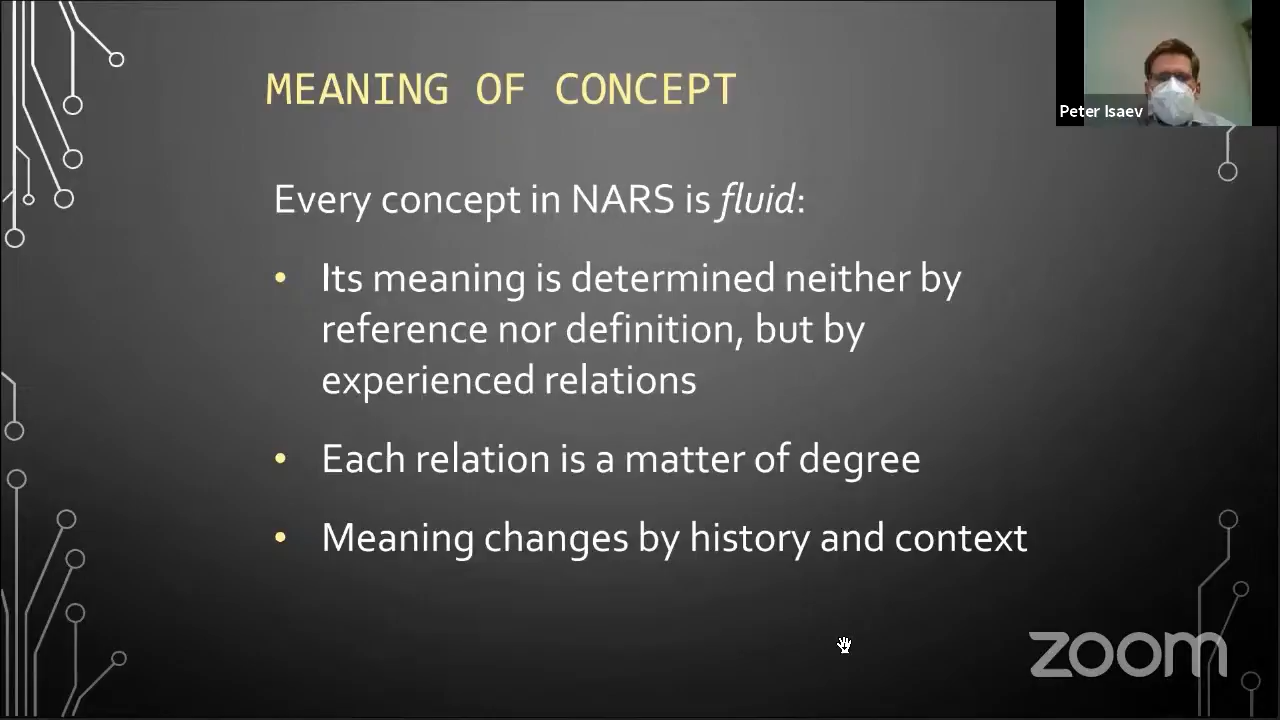 MEANING OF CONCEPT
Peter Isaev
Every concept in NARS is fluid:
• Its meaning is determined neither by
reference nor definition, but by
experienced relations
• Each relation is a matter of degree
• Meaning changes by history and context
zoom